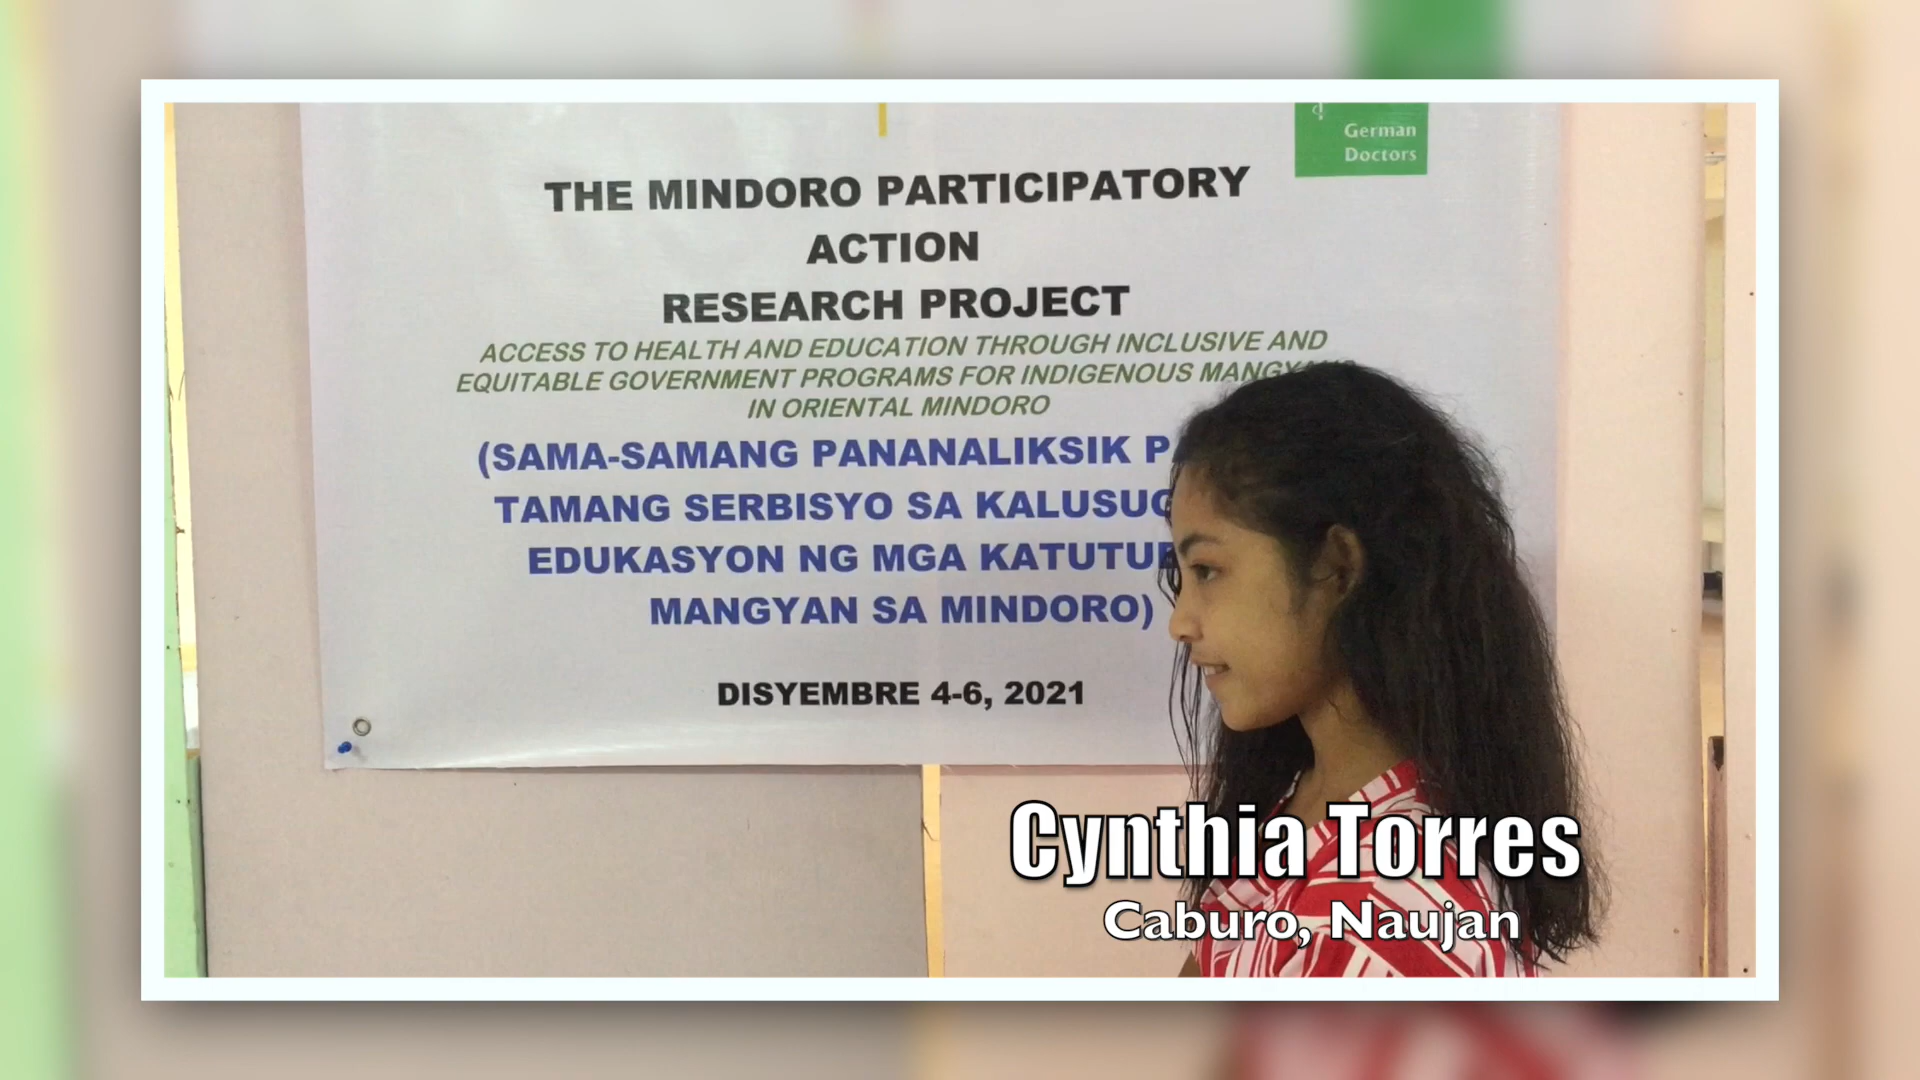 German
Doctors
THE MINDORO PARTICIPATORY
ACTION
RESEARCH PROJECT
ACCESS TO HEALTH AND EDUCATION THROUGH INCLUSIVE AND
EQUITABLE GOVERNMENT PROGRAMS FOR INDIGENOUS
IN ORIENTAL MINDORO
(SAMA-SAMANG PANANALIKSIK
TAMANG SERBISYO SA
EDUKASYON NG MGA
MANGYAN SA MINDORO)
DISYEMBRE 4-6, 2021
Cynthia Torres
Caburo, Naujan